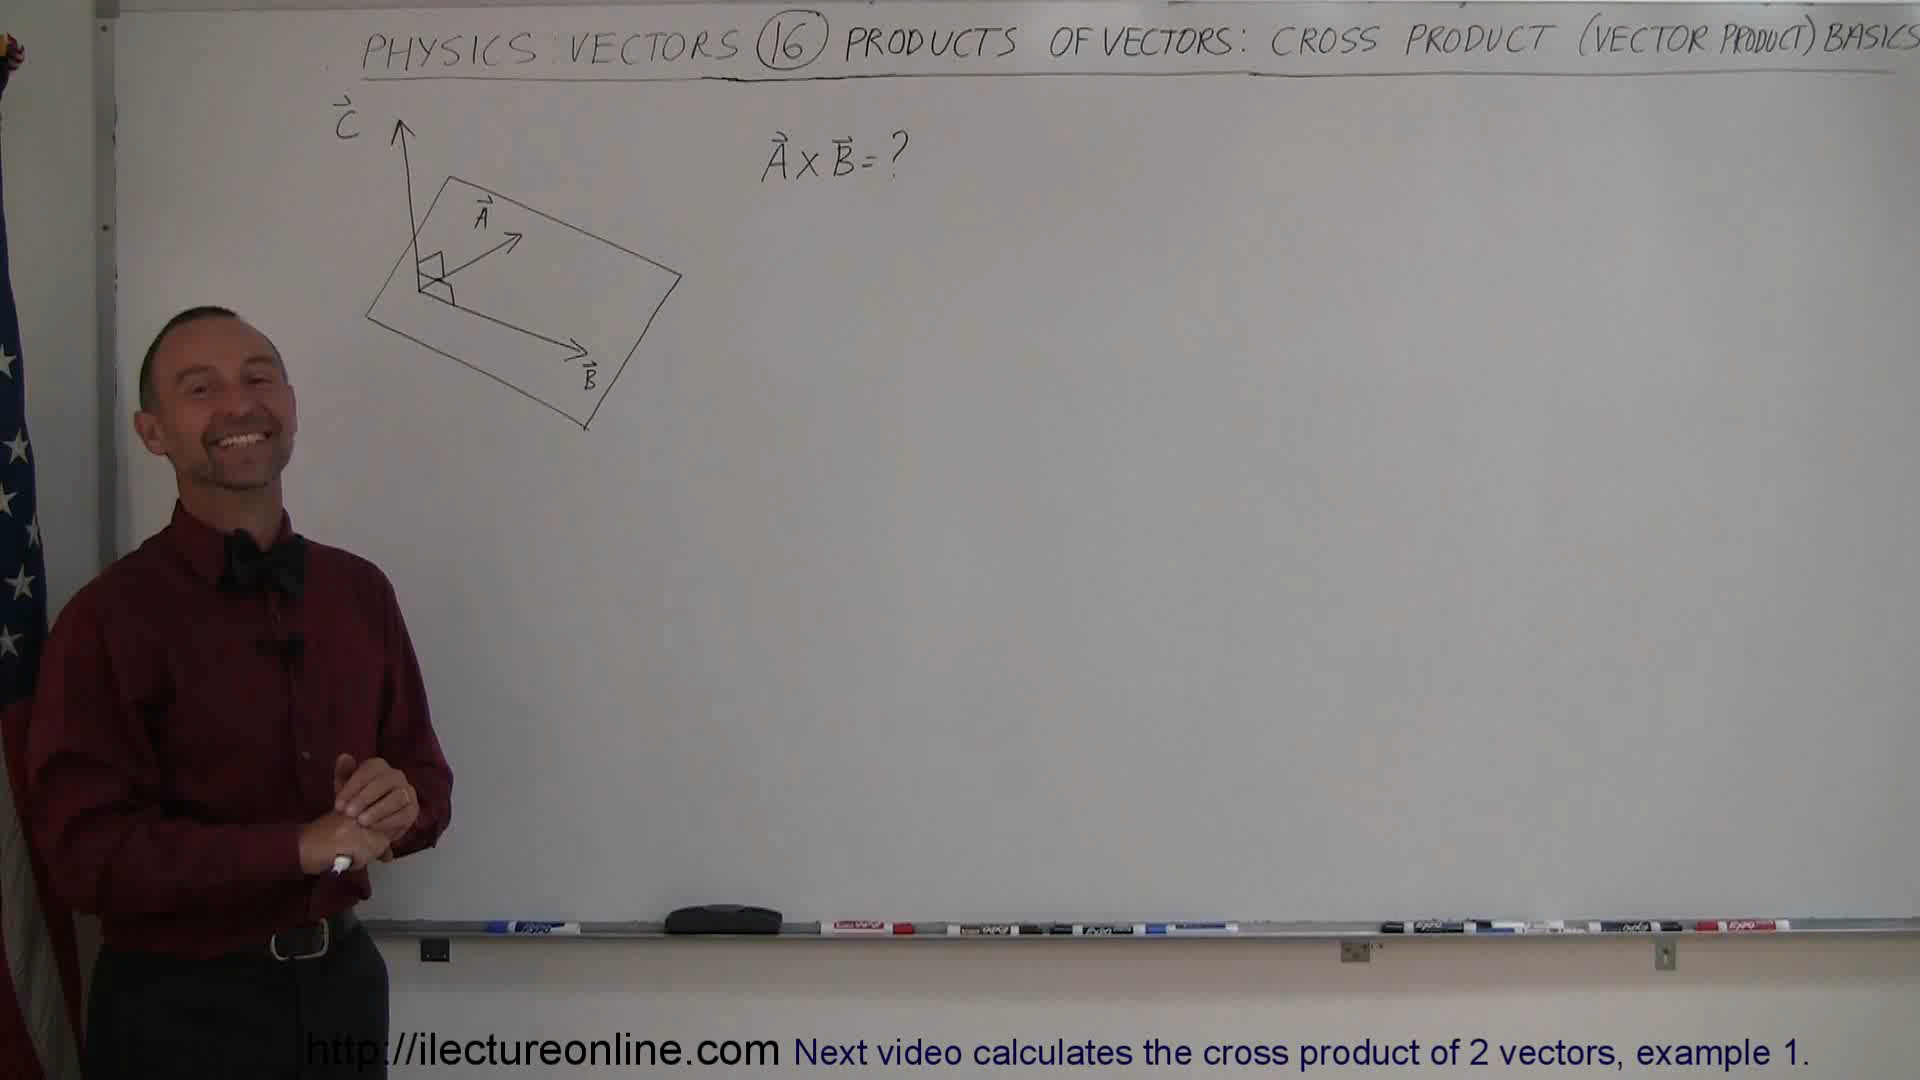 PHYSICS: VECTORS 16 PRODUCTS OF VECTORS: CROSS PRODUCT (VECTOR PRODUCT) BASICS
C⃗
A⃗ X B⃗ = ?
A⃗
B⃗
http://ilectureonline.com Next video calculates the cross product of 2 vectors, example 1.